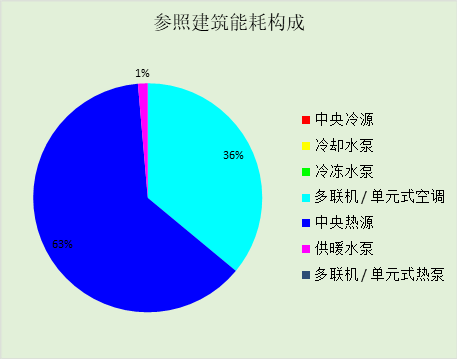 参照建筑能耗构成
1%
36%
63%
中央冷源
冷却水泵
冷冻水泵
多联机/单元式空调
中央热源
供暖水泵
多联机/单元式热泵